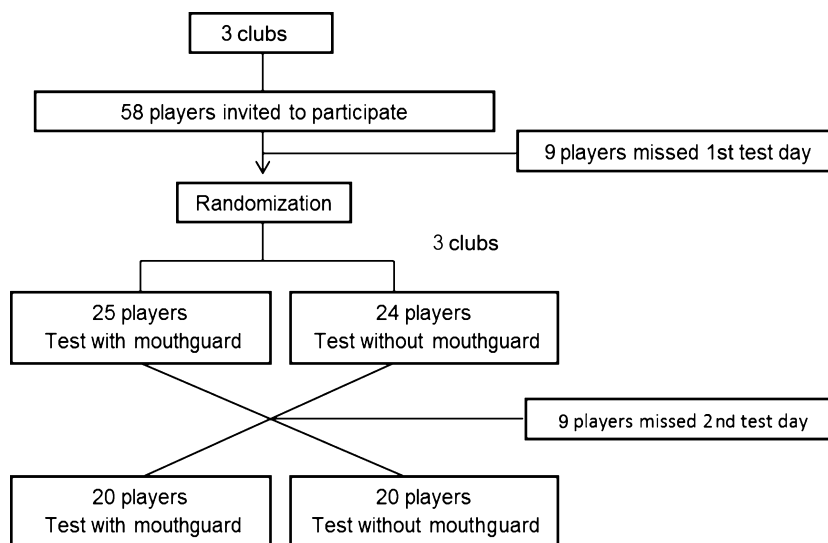 3 clubs
58 players invited to participate
9 players missed 1st test day
Randomization
3 clubs
25 players
Test with mouthguard
24 players
Test without mouthguard
9 players missed 2nd test day
20 players
Test with mouthguard
20 players
Test without mouthguard